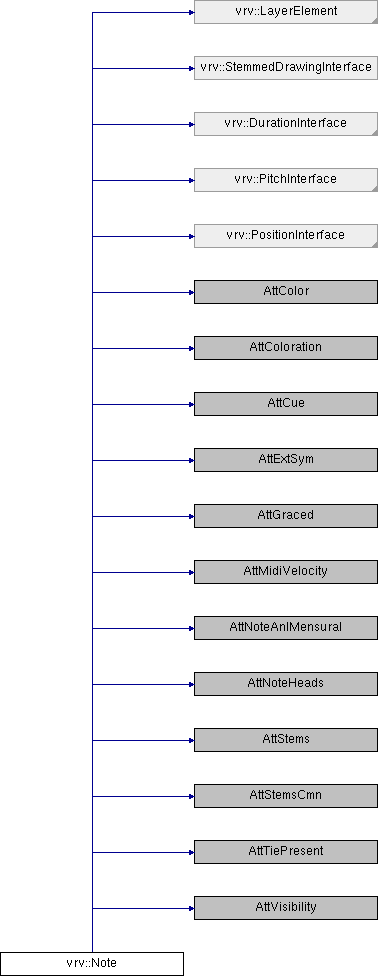 vrv::LayerElement
vrv::StemmedDrawingInterface
vrv::DurationInterface
vrv::PitchInterface
vrv::PositionInterface
AttColor
AttColoration
AttCue
AttExtSym
AttGraced
AttMidiVelocity
AttNoteAnlMensural
AttNoteHeads
AttStems
AttStemsCmn
AttTiePresent
AttVisibility
vrv::Note